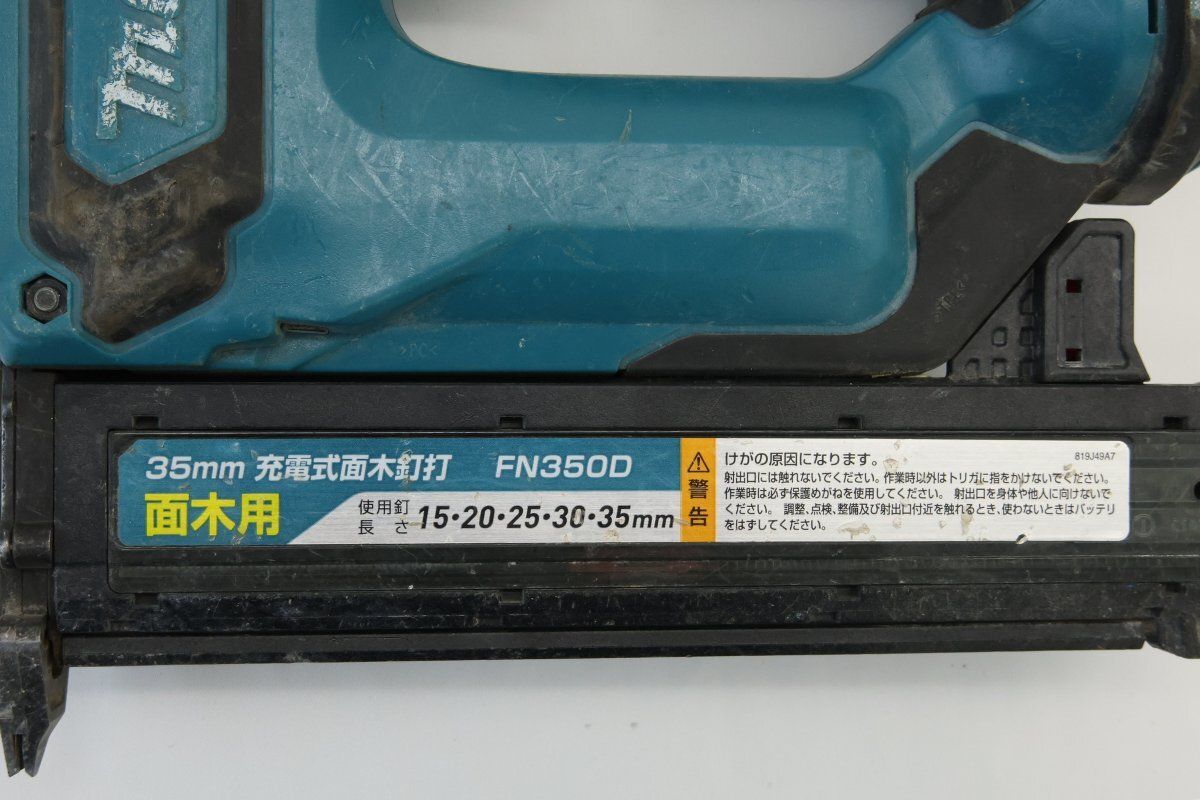 >PC<
35mm 充電式面木釘打 FN350D
面木用
使用釘
長さ
15・20・25・30・35mm
警告
けがの原因になります。
819J49A7
射出口には触れないでください。作業時以外はトリガに指をかけないでください。
作業時は必ず保護めがねを使用してください。 射出口を身体や他人に向けないで
ください。 調整、点検、整備及び射出口付近を触れるとき、使わないときはバッテリ
をはずしてください。